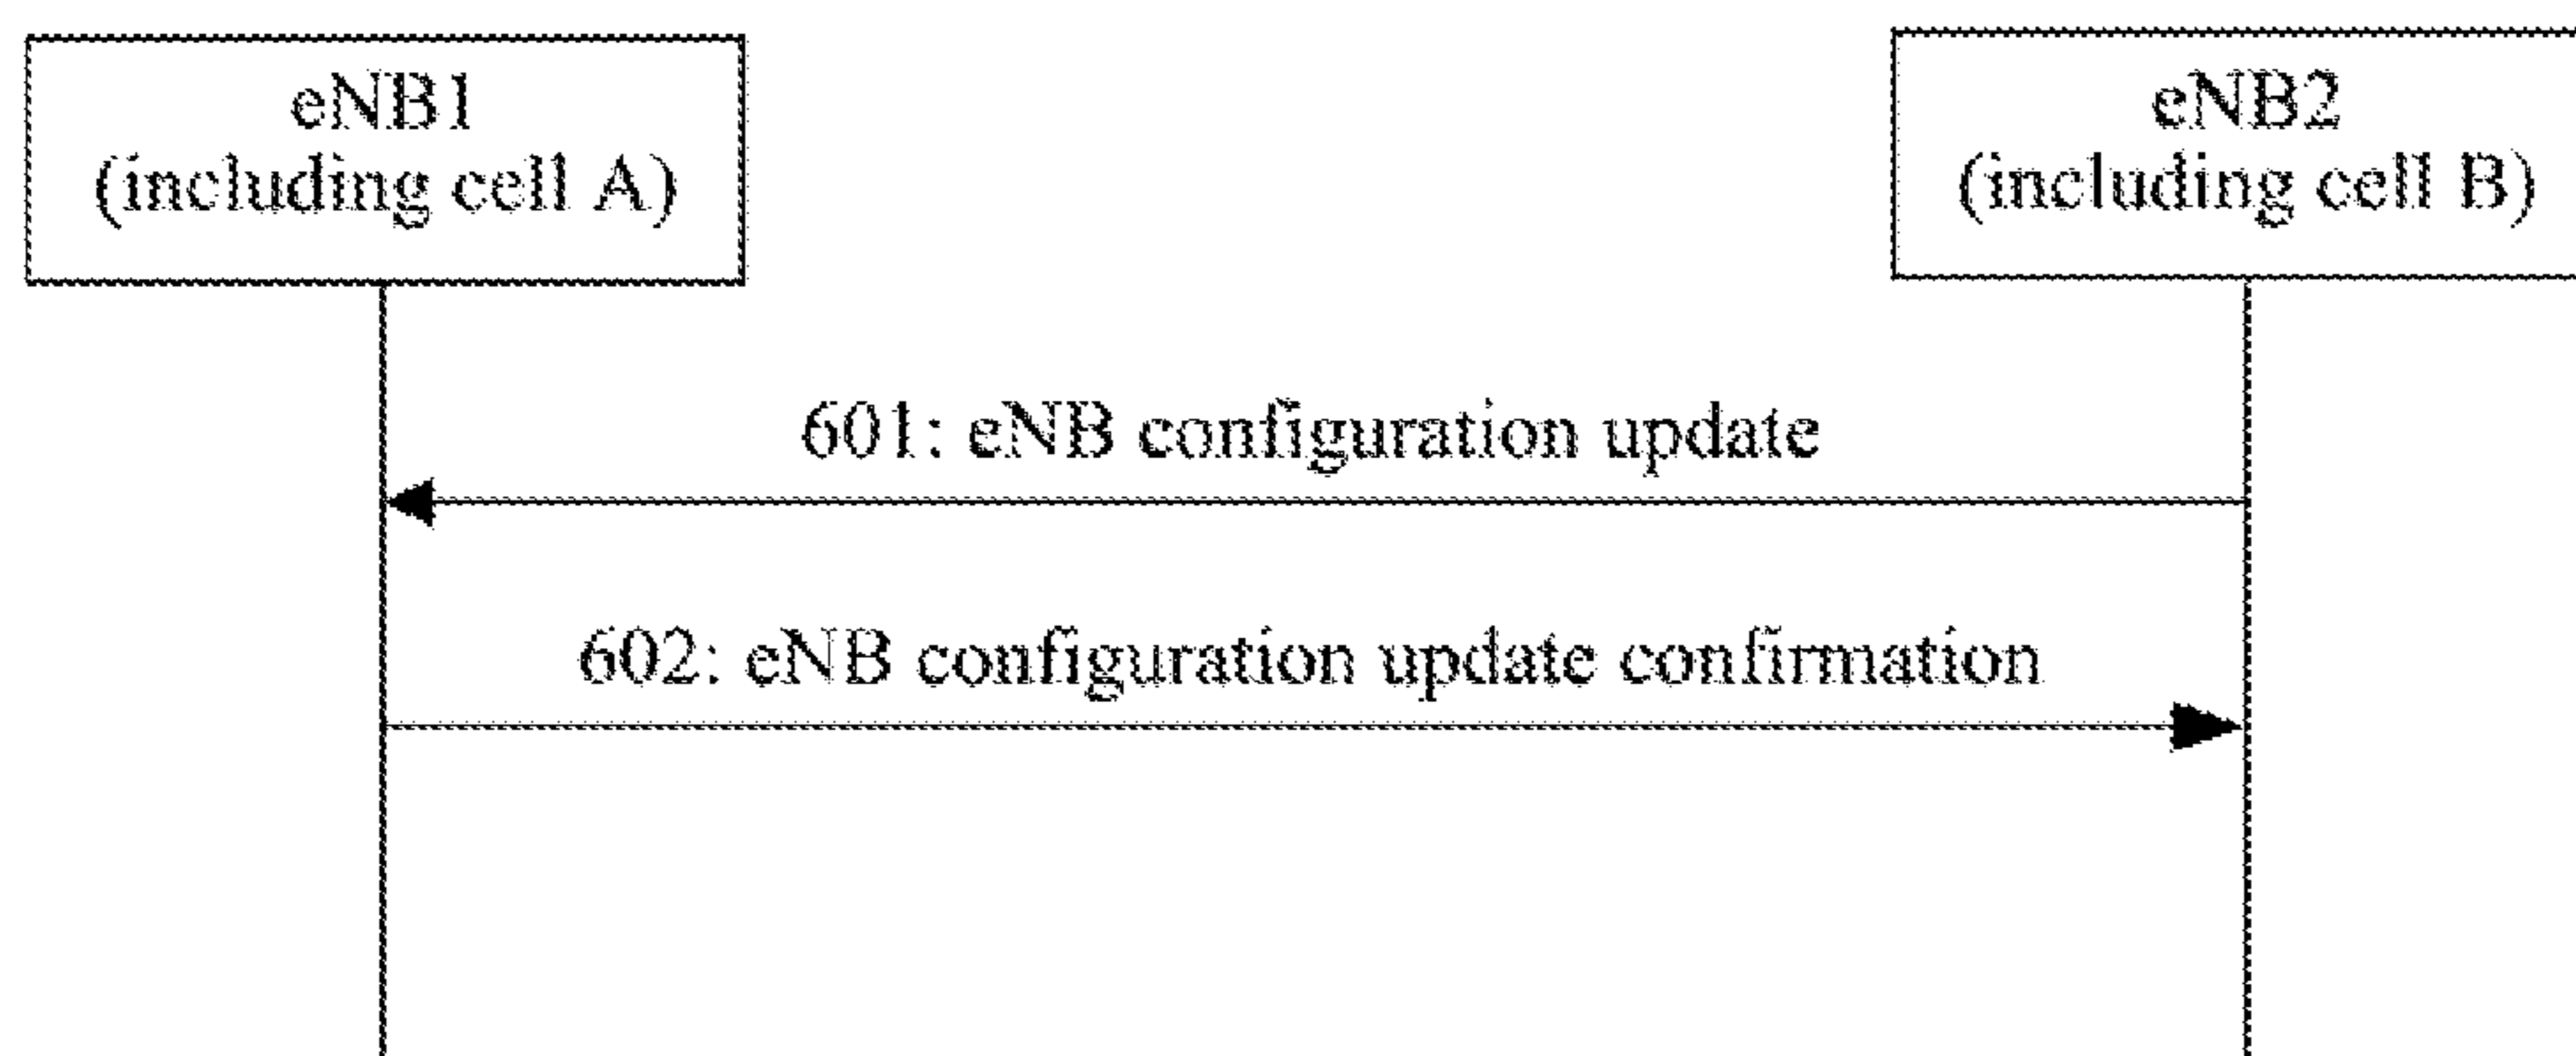 eNB1
(including cell A)
eNB2
(including cell B)
601: eNB configuration update
602: eNB configuration update confirmation